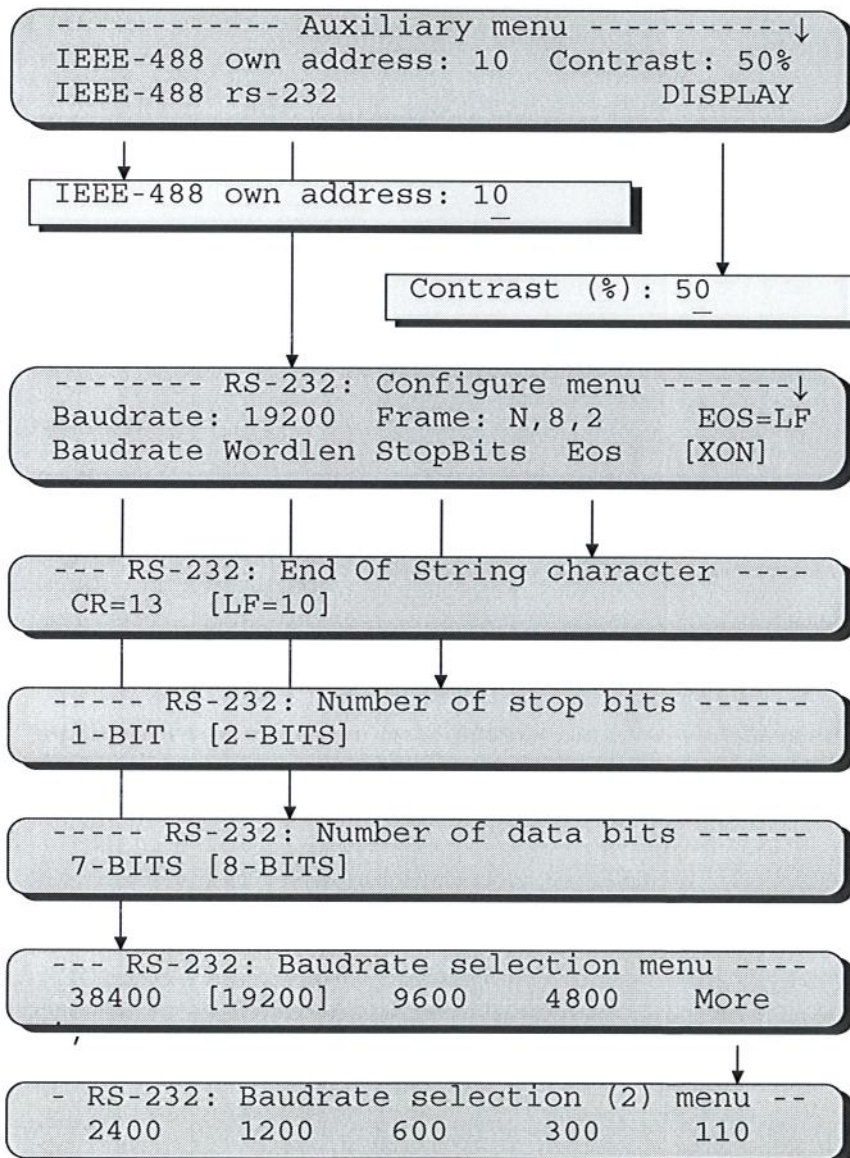 ------------ Auxiliary menu -----------↓
IEEE-488 own address: 10 Contrast: 50%
IEEE-488 rs-232 DISPLAY
IEEE-488 own address: 10
Contrast (%): 50
-------- RS-232: Configure menu -------↓
Baudrate: 19200 Frame: N,8,2 EOS=LF
Baudrate Wordlen StopBits Eos [XON]
--- RS-232: End Of String character ----
CR=13 [LF=10]
----- RS-232: Number of stop bits ------
1-BIT [2-BITS]
----- RS-232: Number of data bits ------
7-BITS [8-BITS]
--- RS-232: Baudrate selection menu ----
38400 [19200] 9600 4800 More
- RS-232: Baudrate selection (2) menu --
2400 1200 600 300 110